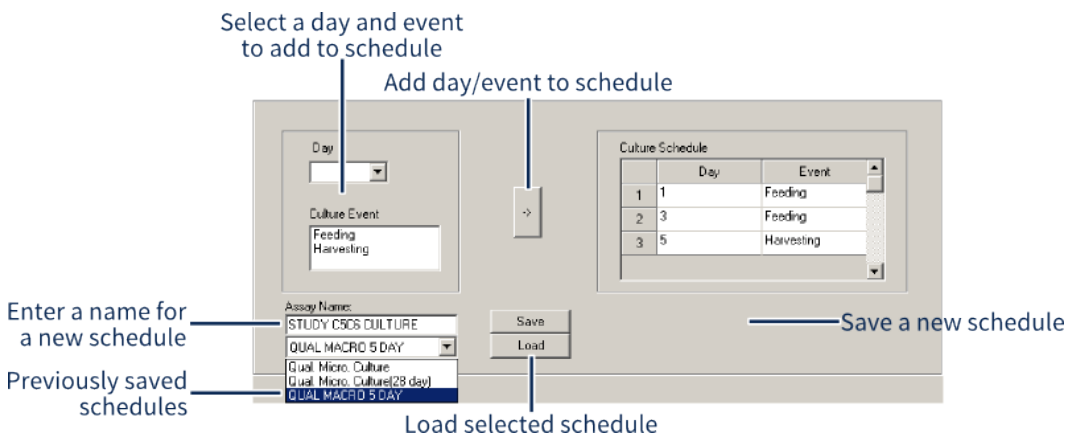 Select a day and event
to add to schedule
Add day/event to schedule
Day
Culture Event
Feeding
Harvesting
->
Culture Schedule
Day Event
1 1 Feeding
2 3 Feeding
3 5 Harvesting
Enter a name for
a new schedule
Assay Name:
STUDY C5C6 CULTURE
QUAL MACRO 5 DAY
Qual. Micro. Culture
Qual. Micro. Culture(28 day)
QUAL MACRO 5 DAY
Previously saved
schedules
Save
Load
Save a new schedule
Load selected schedule